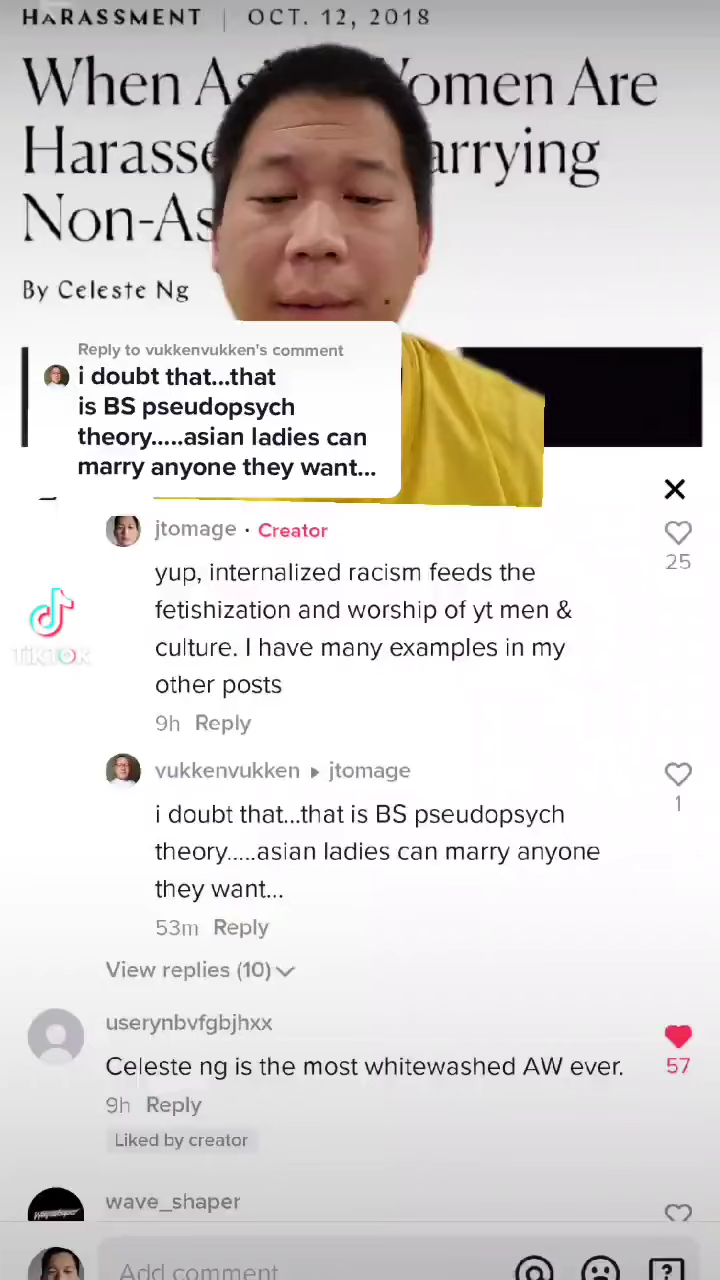 HARASSMENT | OCT. 12, 2018
When As omen Are
Harasse arrying
Non-As
By Celeste Ng
Reply to vukkenvukken's comment
i doubt that...that
is BS pseudopsych
theory.....asian ladies can
marry anyone they want...
jtomage · Creator
yup, internalized racism feeds the
fetishization and worship of yt men &
culture. I have many examples in my
other posts
25
9h Reply
TikTok
vukkenvukken ▸ jtomage
i doubt that...that is BS pseudopsych
theory.....asian ladies can marry anyone
they want...
1
53m Reply
View replies (10)
userynbvfgbjhxx
Celeste ng is the most whitewashed AW ever.
57
9h Reply
Liked by creator
wave_shaper
Add comment